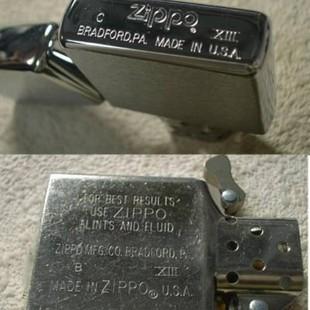 C zippo XIII
BRADFORD,PA. MADE IN U.S.A.
FOR BEST RESULTS
USE ZIPPO
FLINTS AND FLUID
ZIPPO MFG. CO. BRADFORD, P
B XIII
MADE IN ZIPPO® U.S.A.